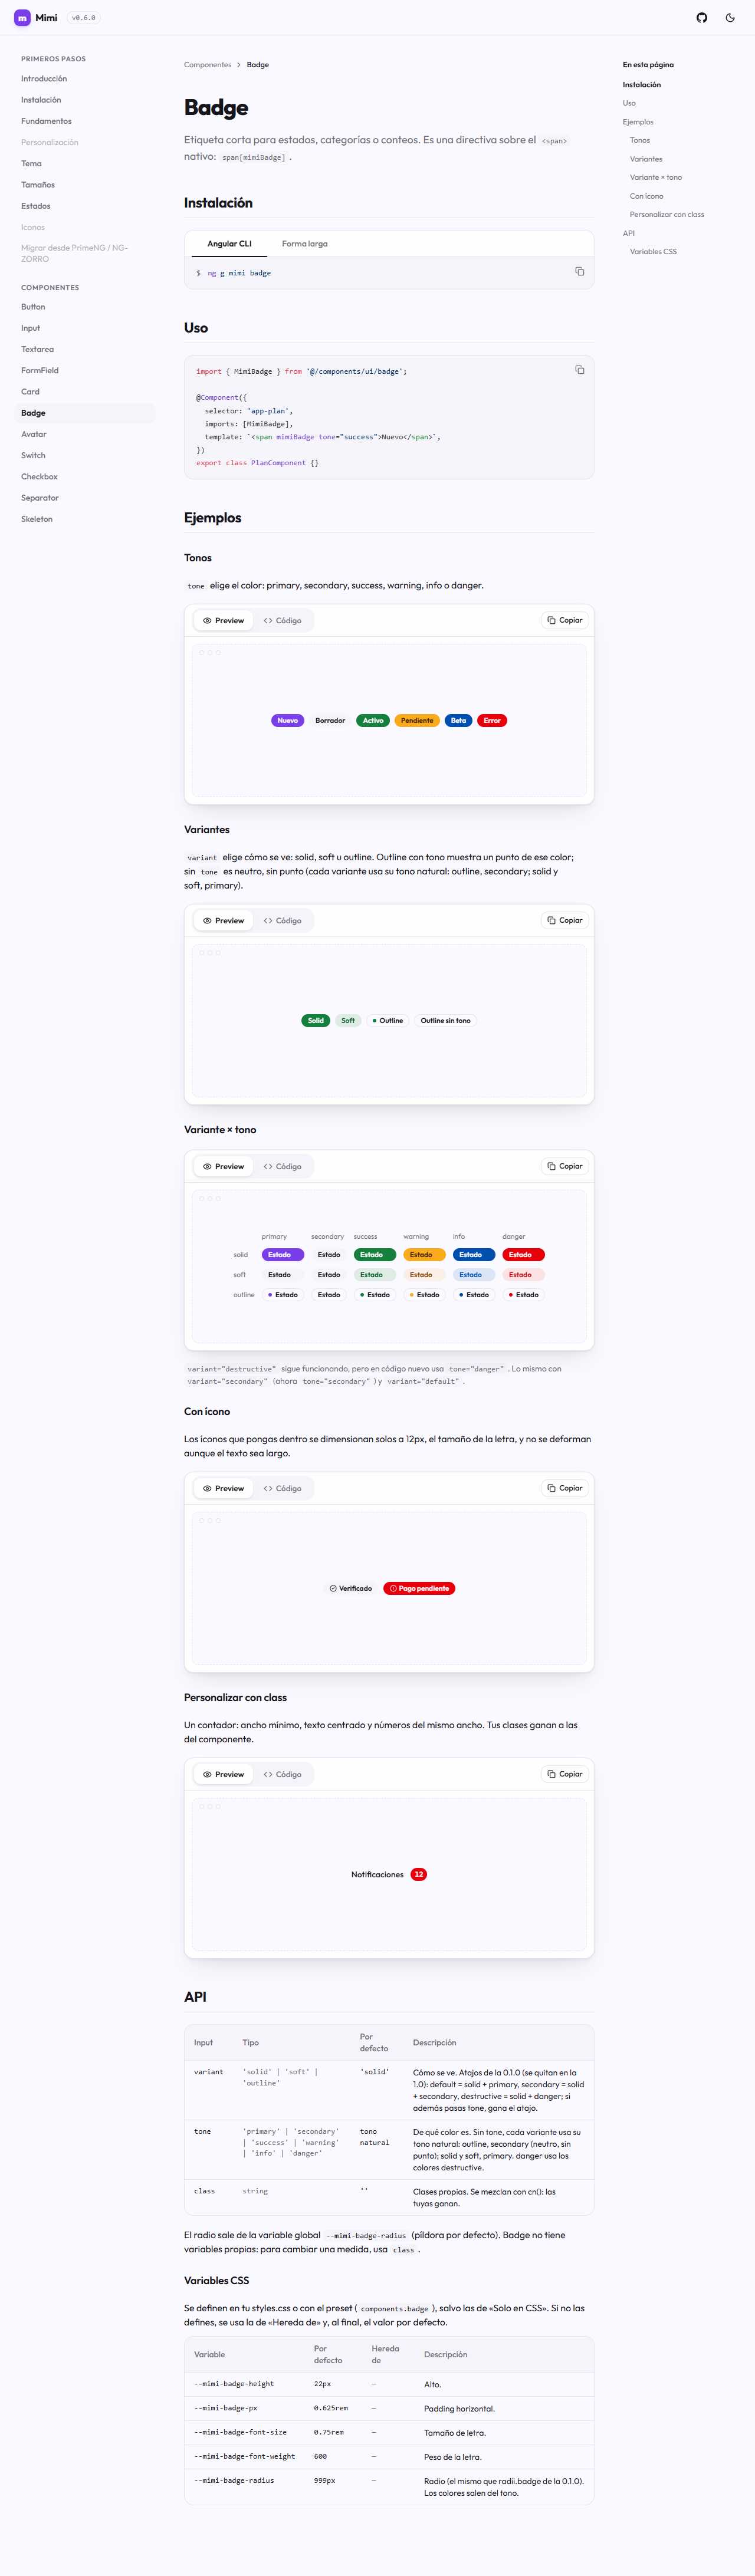 m Mimi v0.6.0
PRIMEROS PASOS
Introducción
Instalación
Fundamentos
Personalización
Tema
Tamaños
Estados
Iconos
Migrar desde PrimeNG / NG-
ZORRO
COMPONENTES
Button
Input
Textarea
FormField
Card
Badge
Avatar
Switch
Checkbox
Separator
Skeleton
Componentes > Badge
Badge
Etiqueta corta para estados, categorías o conteos. Es una directiva sobre el <span>
nativo: span[mimiBadge] .
Instalación
Angular CLI Forma larga
$ ng g mimi badge
Uso
import { MimiBadge } from '@/components/ui/badge';
@Component({
selector: 'app-plan',
imports: [MimiBadge],
template: `<span mimiBadge tone="success">Nuevo</span>`,
})
export class PlanComponent {}
Ejemplos
Tonos
tone elige el color: primary, secondary, success, warning, info o danger.
Preview Código Copiar
Nuevo Borrador Activo Pendiente Beta Error
Variantes
variant elige cómo se ve: solid, soft u outline. Outline con tono muestra un punto de ese color;
sin tone es neutro, sin punto (cada variante usa su tono natural: outline, secondary; solid y
soft, primary).
Preview Código Copiar
Solid Soft Outline Outline sin tono
Variante × tono
Preview Código Copiar
primary secondary success warning info danger
solid Estado Estado Estado Estado Estado Estado
soft Estado Estado Estado Estado Estado Estado
outline Estado Estado Estado Estado Estado Estado
variant="destructive" sigue funcionando, pero en código nuevo usa tone="danger" . Lo mismo con
variant="secondary" (ahora tone="secondary" ) y variant="default" .
Con ícono
Los íconos que pongas dentro se dimensionan solos a 12px, el tamaño de la letra, y no se deforman
aunque el texto sea largo.
Preview Código Copiar
Verificado Pago pendiente
Personalizar con class
Un contador: ancho mínimo, texto centrado y números del mismo ancho. Tus clases ganan a las
del componente.
Preview Código Copiar
Notificaciones 12
API
Input Tipo Por defecto Descripción
variant 'solid' | 'soft' | 'outline' 'solid' Cómo se ve. Atajos de la 0.1.0 (se quitan en la
1.0): default = solid + primary, secondary = solid
+ secondary, destructive = solid + danger; si
además pasas tone, gana el atajo.
tone 'primary' | 'secondary' | 'success' | 'warning' | 'info' | 'danger' tono natural De qué color es. Sin tone, cada variante usa su
tono natural: outline, secondary (neutro, sin
punto); solid y soft, primary. danger usa los
colores destructive.
class string '' Clases propias. Se mezclan con cn(): las
tuyas ganan.
El radio sale de la variable global --mimi-badge-radius (píldora por defecto). Badge no tiene
variables propias: para cambiar una medida, usa class .
Variables CSS
Se definen en tu styles.css o con el preset ( components.badge ), salvo las de «Solo en CSS». Si no las
defines, se usa la de «Hereda de» y, al final, el valor por defecto.
Variable Por defecto Hereda de Descripción
--mimi-badge-height 22px — Alto.
--mimi-badge-px 0.625rem — Padding horizontal.
--mimi-badge-font-size 0.75rem — Tamaño de letra.
--mimi-badge-font-weight 600 — Peso de la letra.
--mimi-badge-radius 999px — Radio (el mismo que radii.badge de la 0.1.0).
Los colores salen del tono.
En esta página
Instalación
Uso
Ejemplos
Tonos
Variantes
Variante × tono
Con ícono
Personalizar con class
API
Variables CSS